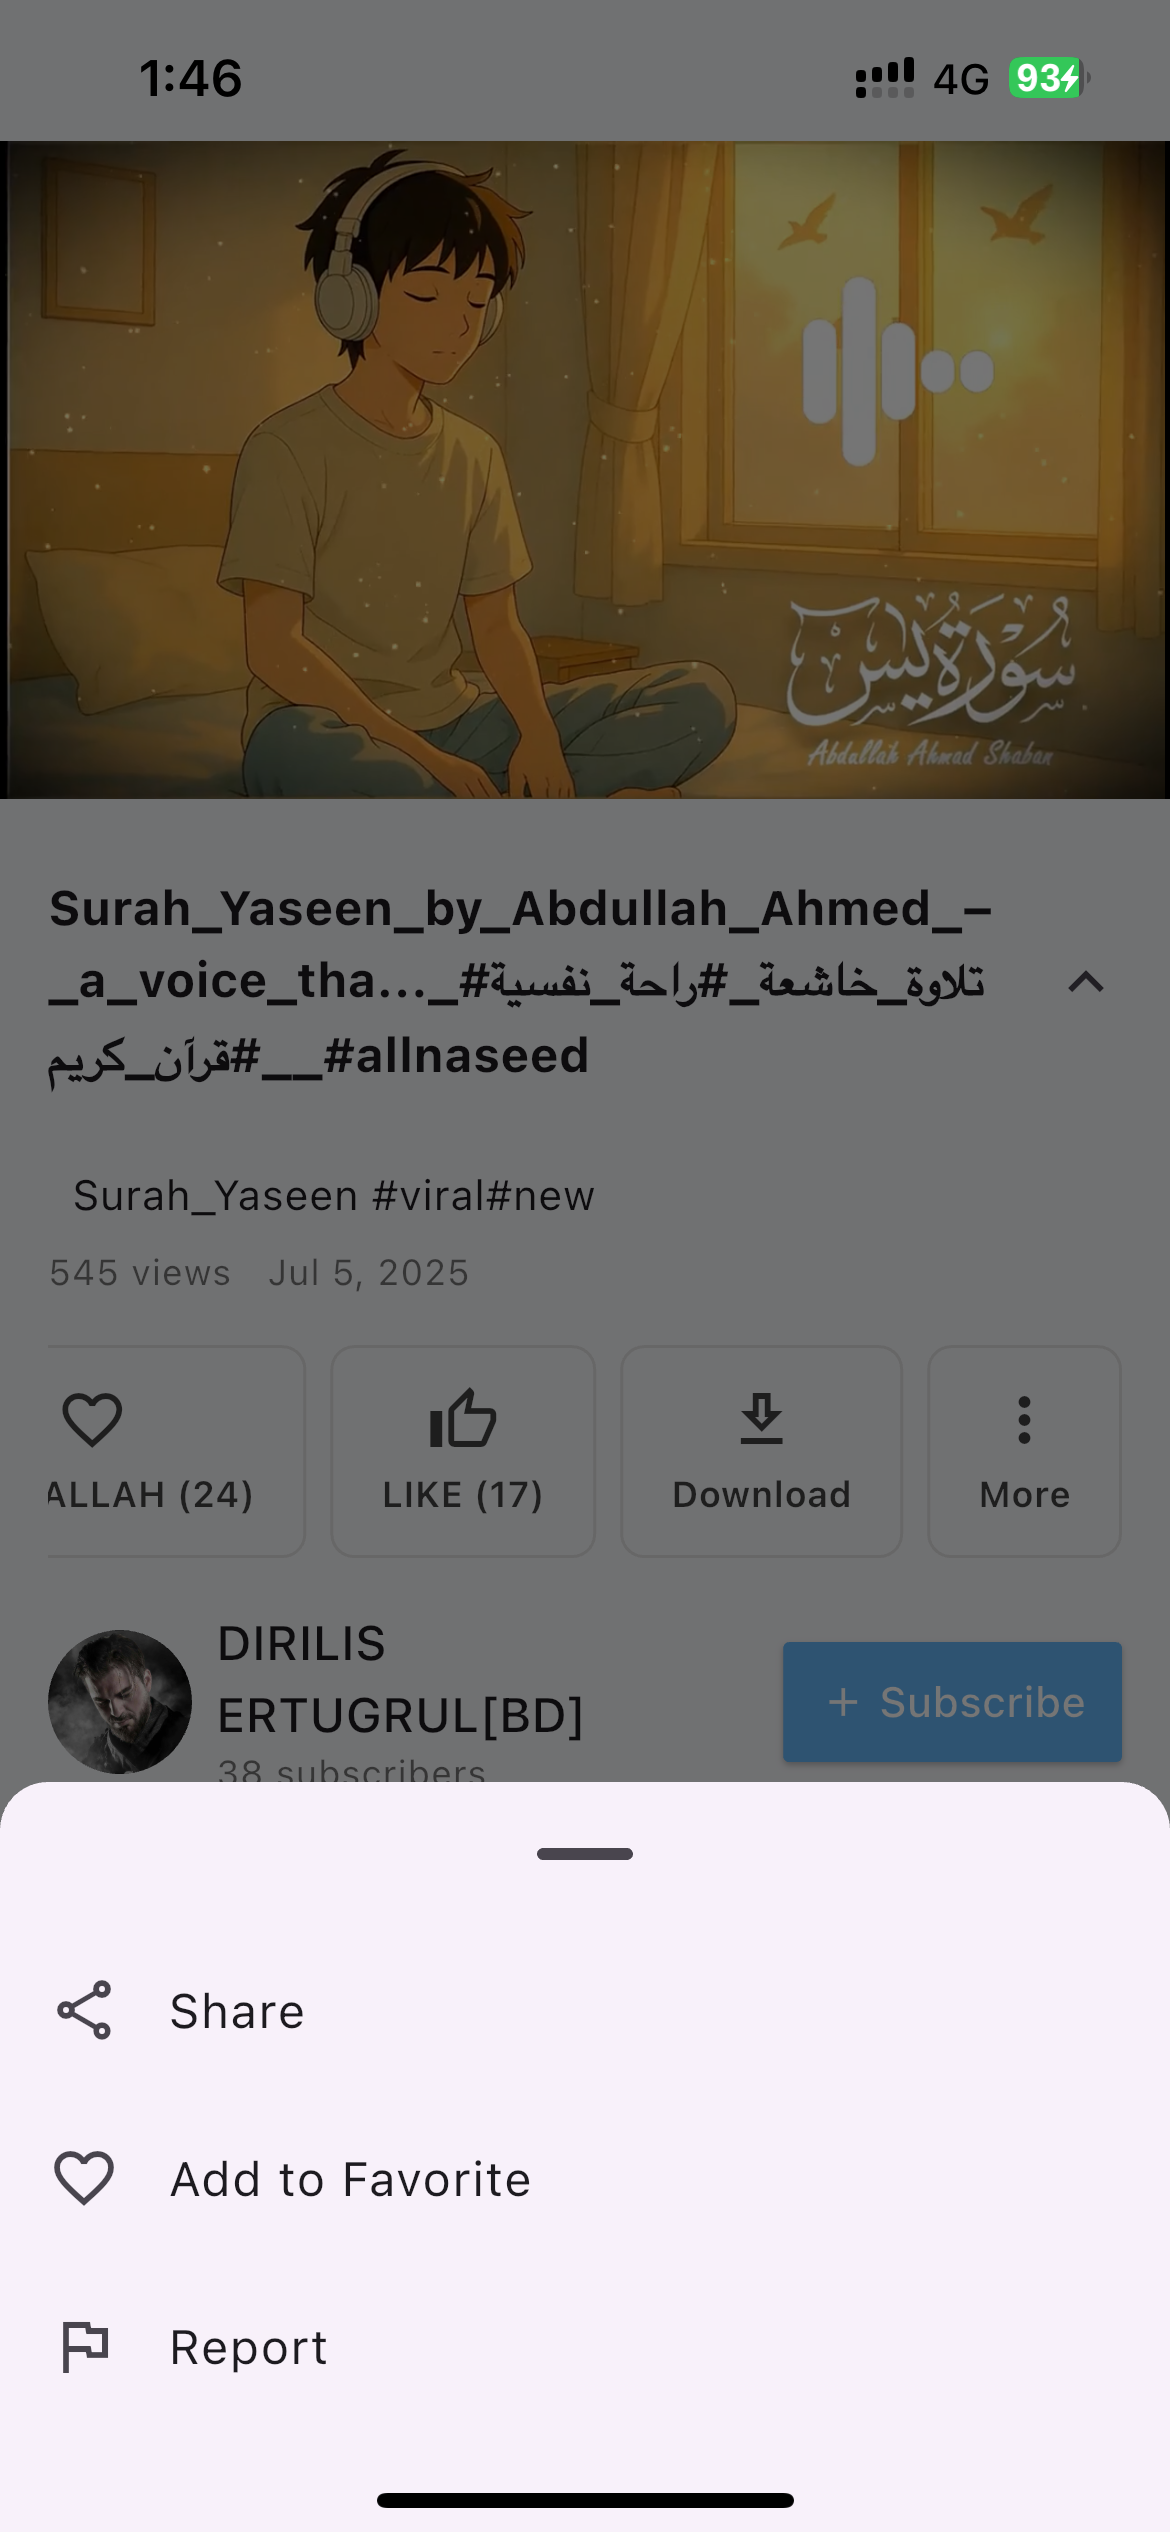 1:46
4G
93
سورة يس
Abdullah Ahmad Shaban
Surah_Yaseen_by_Abdullah_Ahmed_–
_a_voice_tha..._#تلاوة_خاشعة_#راحة_نفسية
#قرآن_كريم__#allnaseed
Surah_Yaseen #viral#new
545 views Jul 5, 2025
ALLAH (24)
LIKE (17)
Download
More
DIRILIS
ERTUGRUL[BD]
+ Subscribe
38 subscribers
Share
Add to Favorite
Report